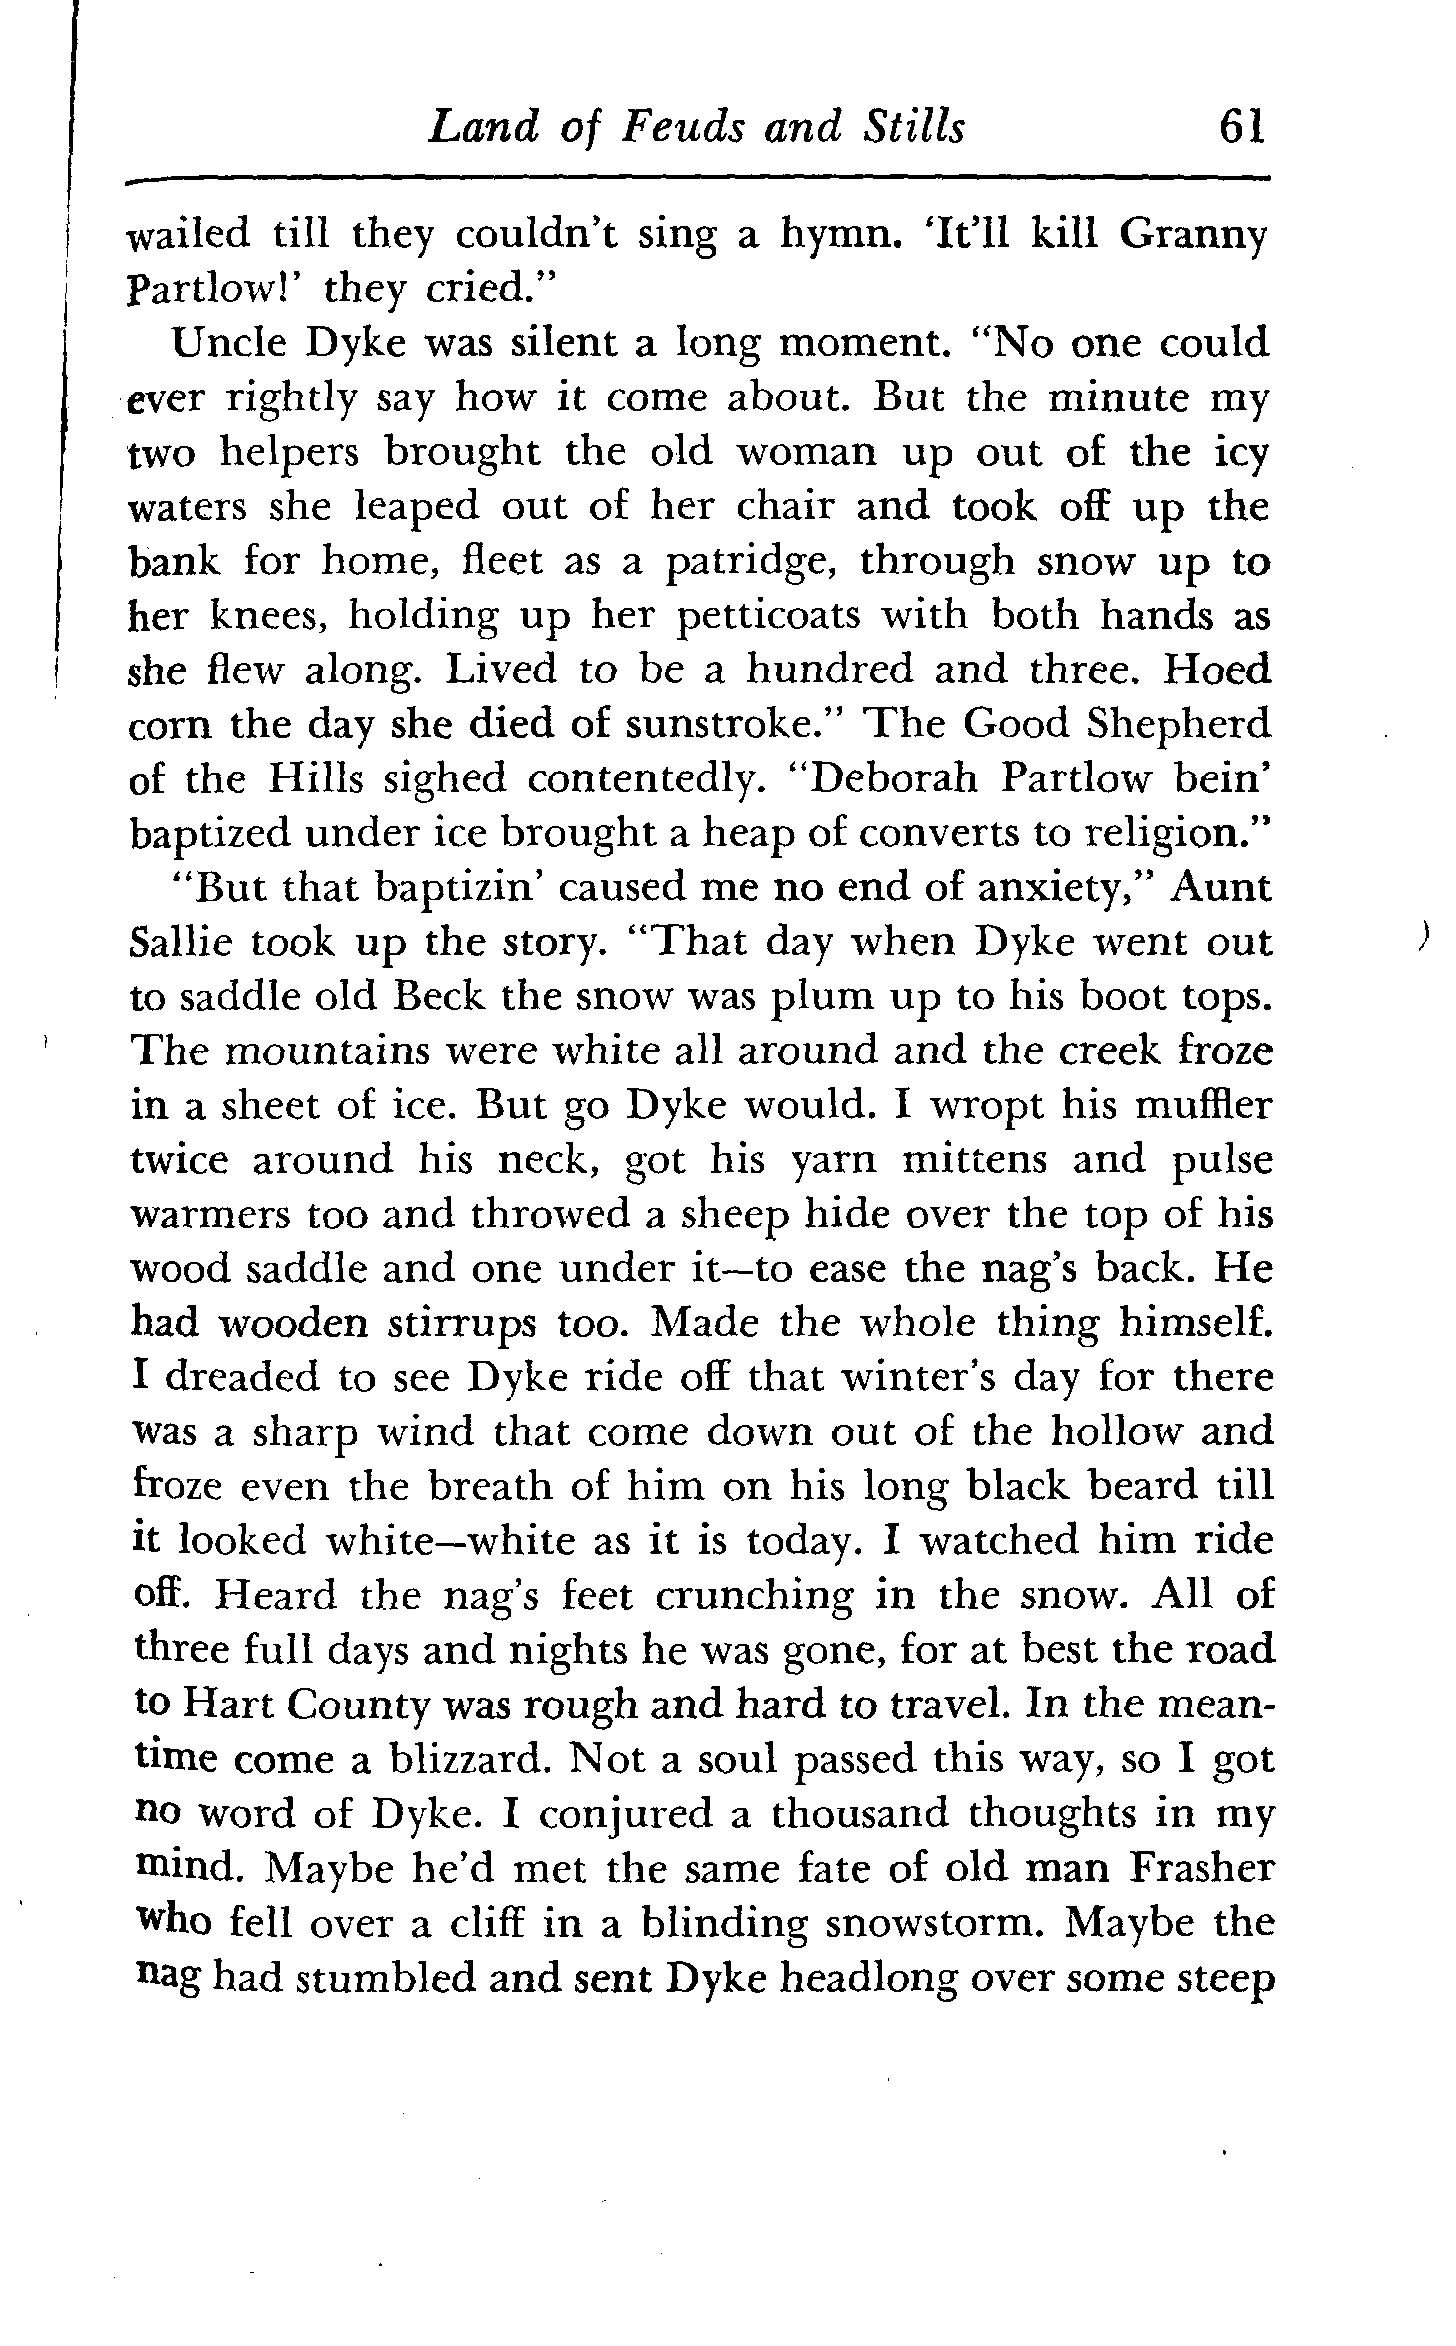 Land of Feuds and Stills 61
wailed till they couldn't sing a hymn. 'It'll kill Granny
Partlow!' they cried."
Uncle Dyke was silent a long moment. "No one could
ever rightly say how it come about. But the minute my
two helpers brought the old woman up out of the icy
waters she leaped out of her chair and took off up the
bank for home, fleet as a patridge, through snow up to
her knees, holding up her petticoats with both hands as
she flew along. Lived to be a hundred and three. Hoed
corn the day she died of sunstroke." The Good Shepherd
of the Hills sighed contentedly. "Deborah Partlow bein'
baptized under ice brought a heap of converts to religion."
"But that baptizin' caused me no end of anxiety," Aunt
Sallie took up the story. "That day when Dyke went out
to saddle old Beck the snow was plum up to his boot tops.
The mountains were white all around and the creek froze
in a sheet of ice. But go Dyke would. I wropt his muffler
twice around his neck, got his yarn mittens and pulse
warmers too and throwed a sheep hide over the top of his
wood saddle and one under it—to ease the nag's back. He
had wooden stirrups too. Made the whole thing himself.
I dreaded to see Dyke ride off that winter's day for there
was a sharp wind that come down out of the hollow and
froze even the breath of him on his long black beard till
it looked white—white as it is today. I watched him ride
off. Heard the nag's feet crunching in the snow. All of
three full days and nights he was gone, for at best the road
to Hart County was rough and hard to travel. In the mean-
time come a blizzard. Not a soul passed this way, so I got
no word of Dyke. I conjured a thousand thoughts in my
mind. Maybe he'd met the same fate of old man Frasher
who fell over a cliff in a blinding snowstorm. Maybe the
nag had stumbled and sent Dyke headlong over some steep